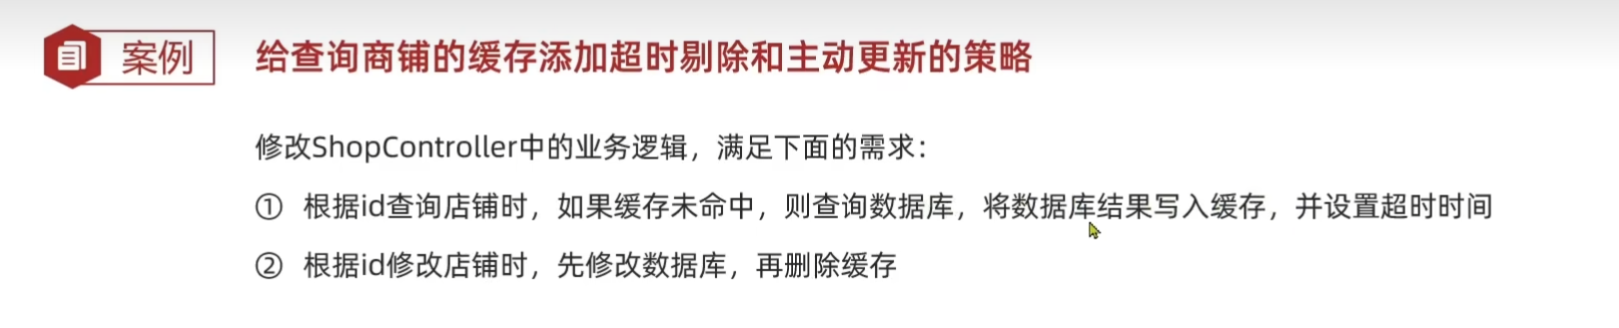 案例
给查询商铺的缓存添加超时剔除和主动更新的策略
修改ShopController中的业务逻辑，满足下面的需求：
① 根据id查询店铺时，如果缓存未命中，则查询数据库，将数据库结果写入缓存，并设置超时时间
② 根据id修改店铺时，先修改数据库，再删除缓存